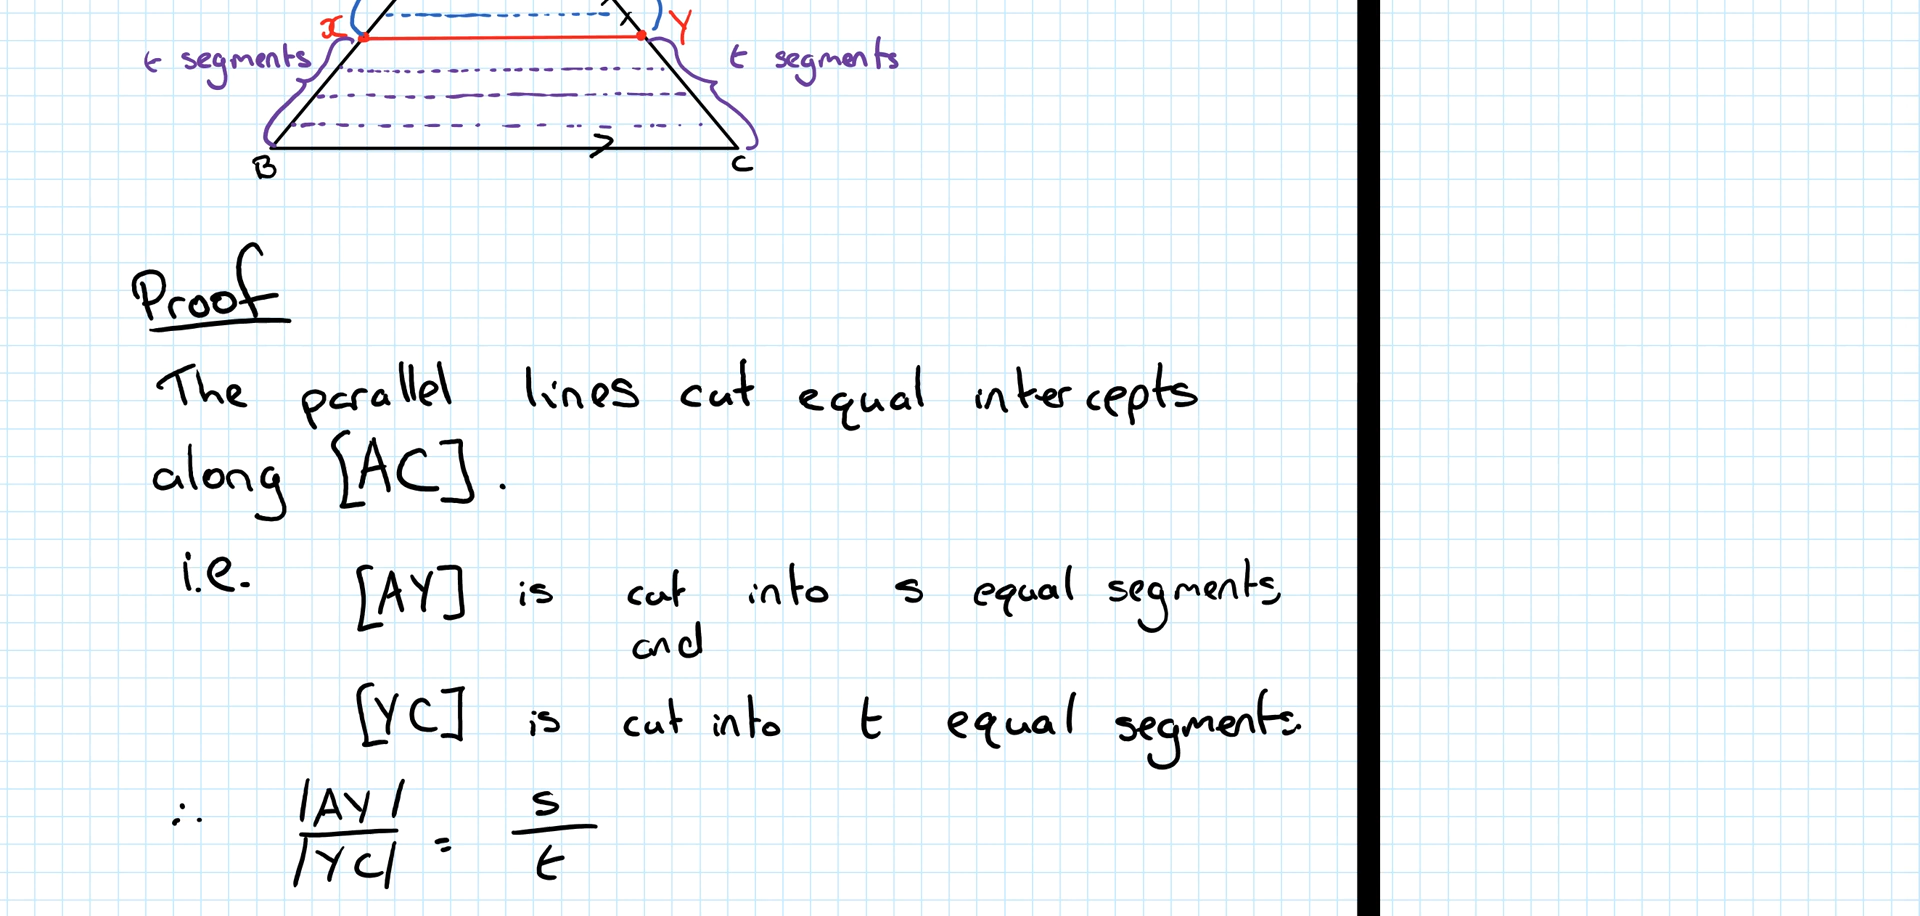 X Y
t segments t segments
B C
Proof
The parallel lines cut equal intercepts
along [AC].
i.e. [AY] is cut into s equal segments
and
[YC] is cut into t equal segments.
∴ |AY| / |YC| = s / t